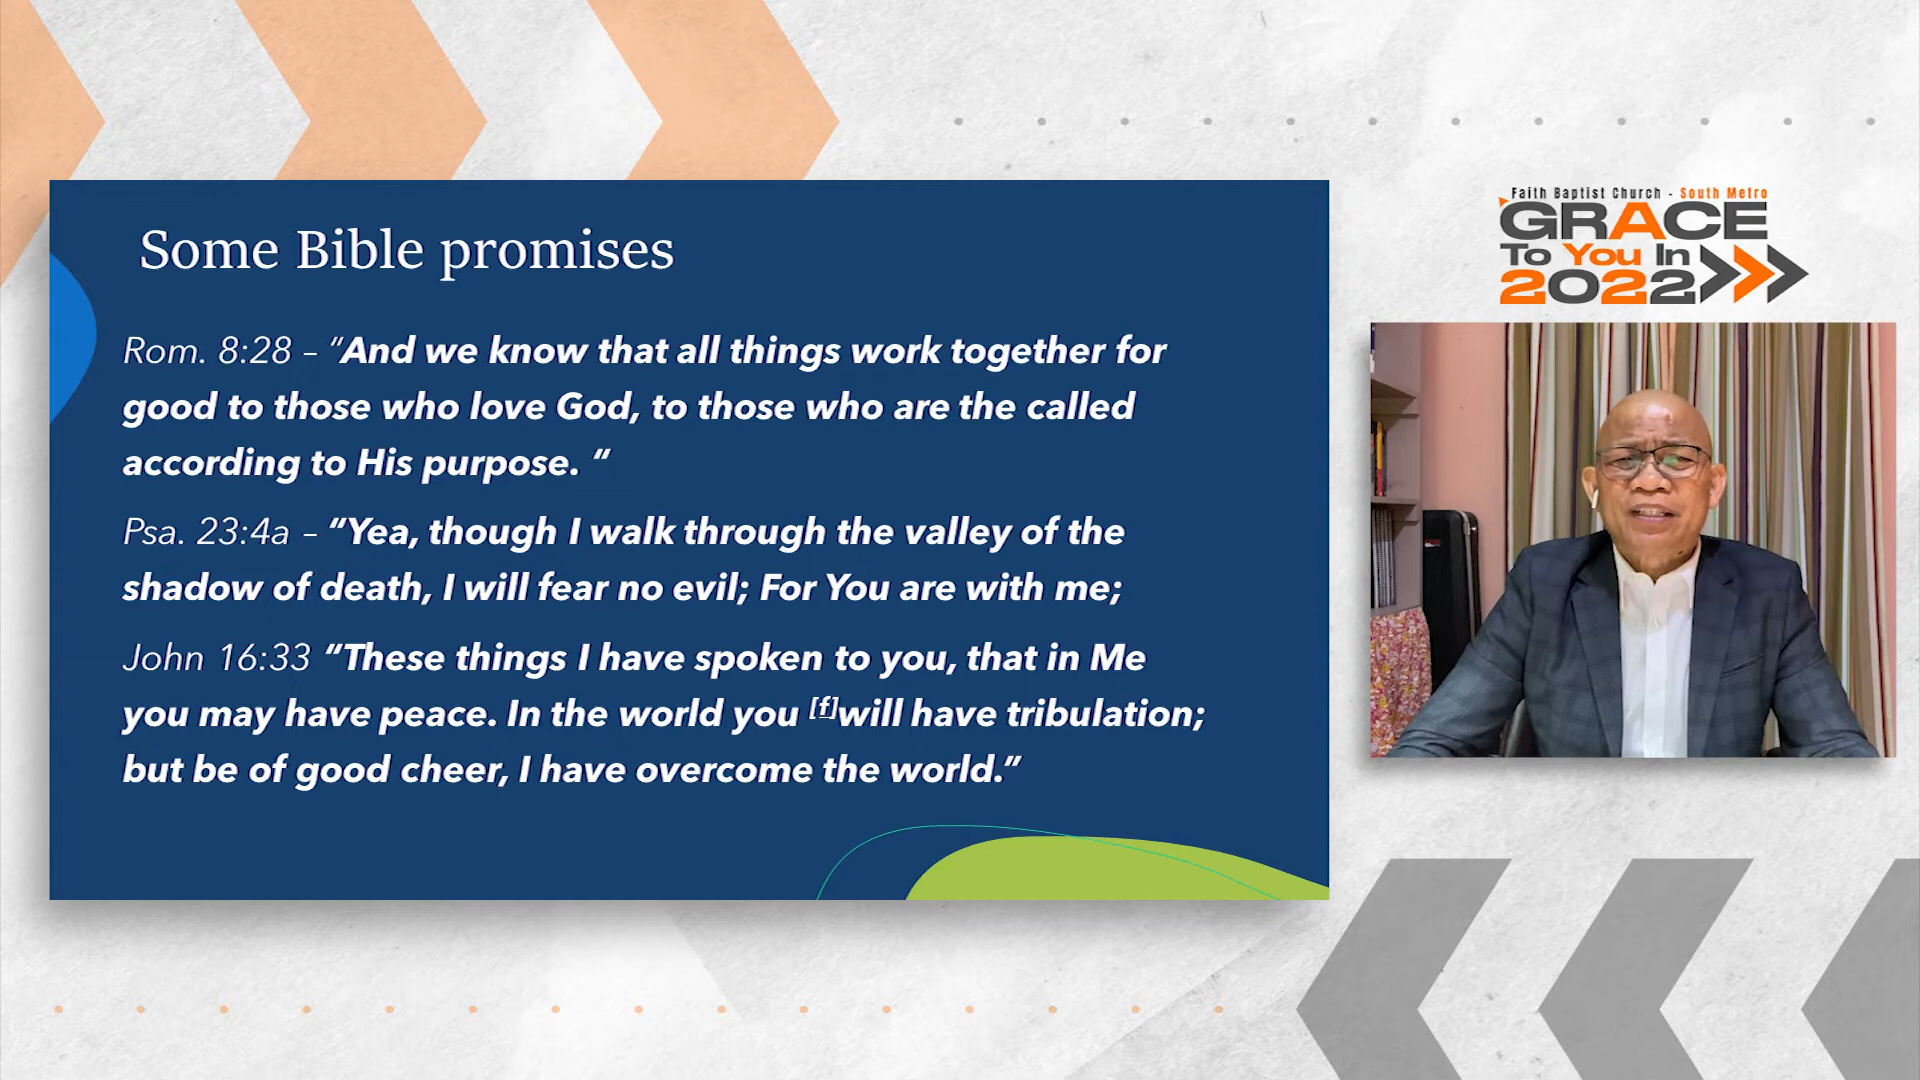 Some Bible promises
Rom. 8:28 – “And we know that all things work together for
good to those who love God, to those who are the called
according to His purpose. ”
Psa. 23:4a – “Yea, though I walk through the valley of the
shadow of death, I will fear no evil; For You are with me;
John 16:33 “These things I have spoken to you, that in Me
you may have peace. In the world you [f]will have tribulation;
but be of good cheer, I have overcome the world.”
Faith Baptist Church - South Metro
GRACE
To You In
2022